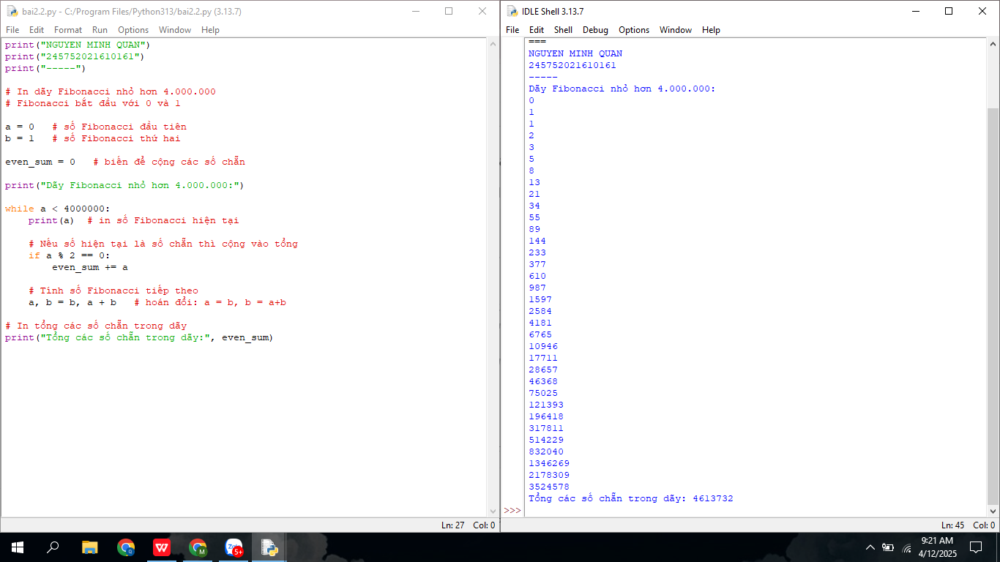 bai2.2.py - C:/Program Files/Python313/bai2.2.py (3.13.7)
File Edit Format Run Options Window Help
print("NGUYEN MINH QUAN")
print("245752021610161")
print("-----")
# In dãy Fibonacci nhỏ hơn 4.000.000
# Fibonacci bắt đầu với 0 và 1
a = 0   # số Fibonacci đầu tiên
b = 1   # số Fibonacci thứ hai
even_sum = 0   # biến để cộng các số chẵn
print("Dãy Fibonacci nhỏ hơn 4.000.000:")
while a < 4000000:
    print(a)  # in số Fibonacci hiện tại
    # Nếu số hiện tại là số chẵn thì cộng vào tổng
    if a % 2 == 0:
        even_sum += a
    # Tính số Fibonacci tiếp theo
    a, b = b, a + b   # hoán đổi: a = b, b = a+b
# In tổng các số chẵn trong dãy
print("Tổng các số chẵn trong dãy:", even_sum)
Ln: 27 Col: 0
IDLE Shell 3.13.7
File Edit Shell Debug Options Window Help
===
NGUYEN MINH QUAN
245752021610161
-----
Dãy Fibonacci nhỏ hơn 4.000.000:
0
1
1
2
3
5
8
13
21
34
55
89
144
233
377
610
987
1597
2584
4181
6765
10946
17711
28657
46368
75025
121393
196418
317811
514229
832040
1346269
2178309
3524578
Tổng các số chẵn trong dãy: 4613732
>>>
Ln: 45 Col: 0
W
M
Zalo
5+
9:21 AM
4/12/2025